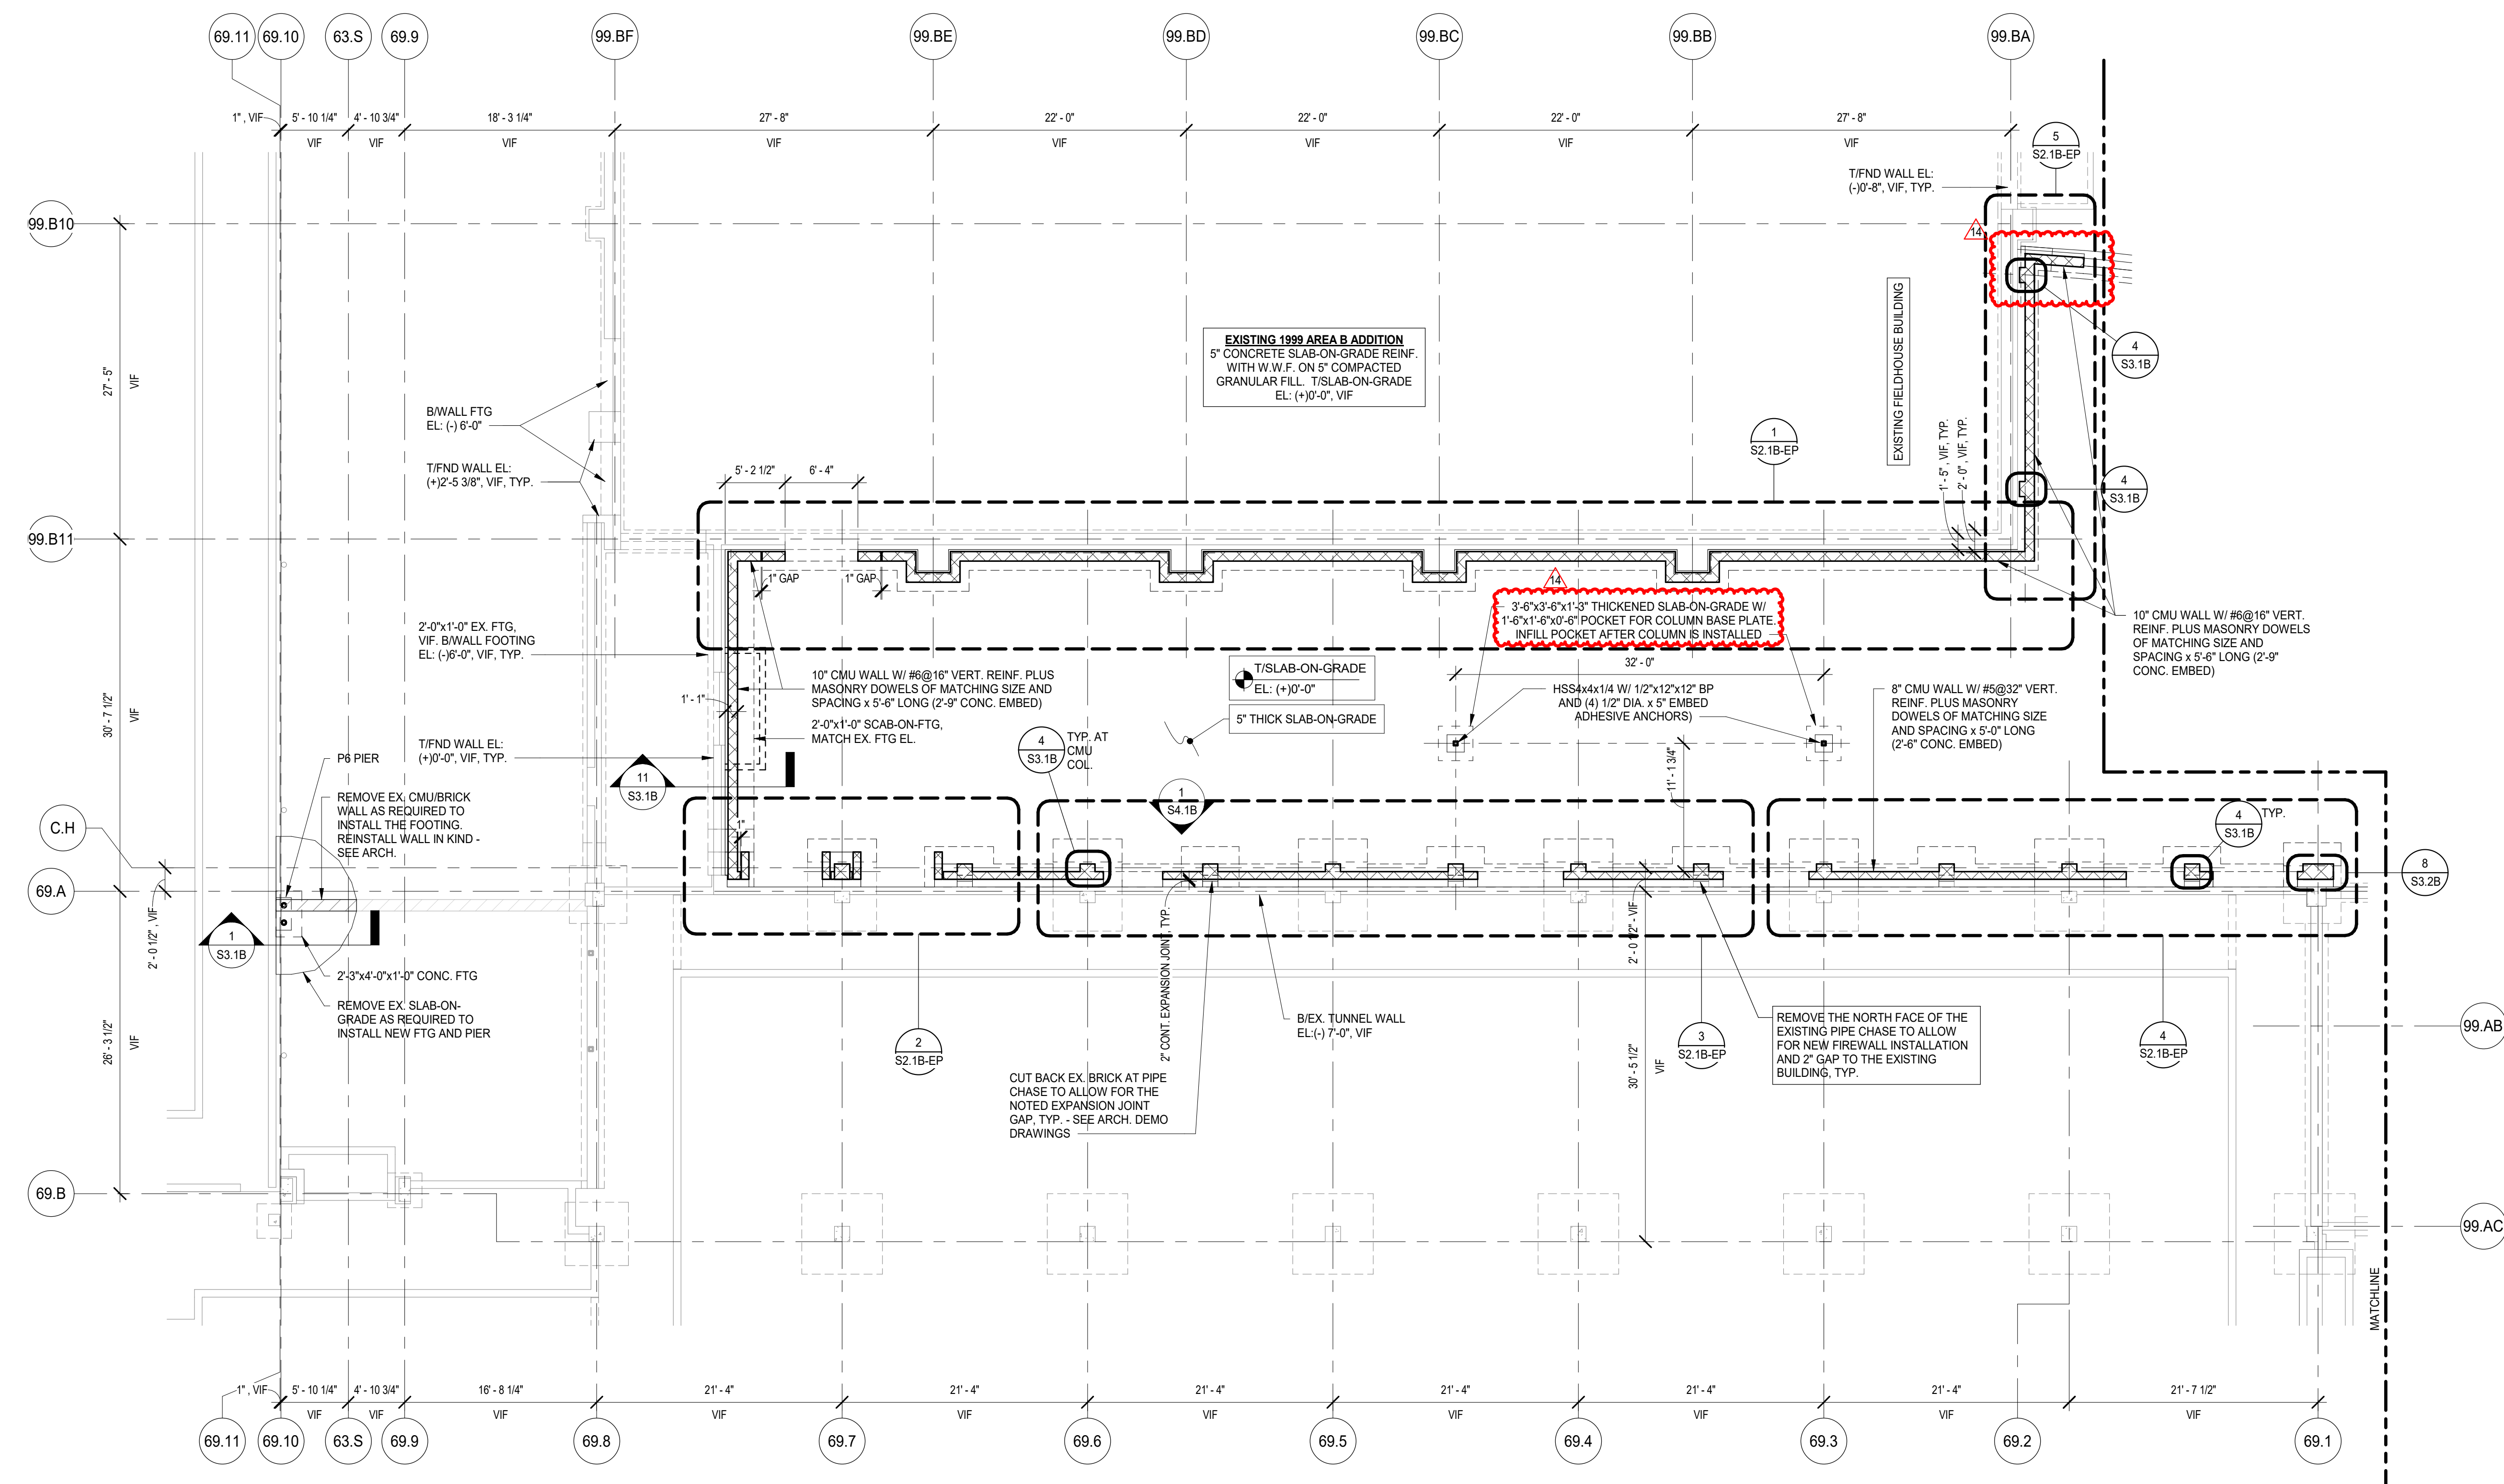 69.11
69.10
63.S
69.9
99.BF
99.BE
99.BD
99.BC
99.BB
99.BA
1", VIF
5' - 10 1/4"
VIF
4' - 10 3/4"
VIF
18' - 3 1/4"
VIF
27' - 8"
VIF
22' - 0"
VIF
22' - 0"
VIF
22' - 0"
VIF
27' - 8"
VIF
5
S2.1B-EP
T/FND WALL EL:
(-)0'-8", VIF, TYP.
99.B10
14
27' - 5"
VIF
EXISTING FIELDHOUSE BUILDING
EXISTING 1999 AREA B ADDITION
5" CONCRETE SLAB-ON-GRADE REINF.
WITH W.W.F. ON 5" COMPACTED
GRANULAR FILL. T/SLAB-ON-GRADE
EL: (+)0'-0", VIF
4
S3.1B
B/WALL FTG
EL: (-) 6'-0"
1
S2.1B-EP
1' - 5", VIF, TYP.
2' - 0", VIF, TYP.
T/FND WALL EL:
(+)2'-5 3/8", VIF, TYP.
5' - 2 1/2"
6' - 4"
4
S3.1B
99.B11
1" GAP
1" GAP
14
3'-6"x3'-6"x1'-3" THICKENED SLAB-ON-GRADE W/
1'-6"x1'-6"x0'-6" POCKET FOR COLUMN BASE PLATE.
INFILL POCKET AFTER COLUMN IS INSTALLED
10" CMU WALL W/ #6@16" VERT.
REINF. PLUS MASONRY DOWELS
OF MATCHING SIZE AND
SPACING x 5'-6" LONG (2'-9"
CONC. EMBED)
2'-0"x1'-0" EX. FTG,
VIF. B/WALL FOOTING
EL: (-)6'-0", VIF, TYP.
32' - 0"
T/SLAB-ON-GRADE
EL: (+)0'-0"
10" CMU WALL W/ #6@16" VERT. REINF. PLUS
MASONRY DOWELS OF MATCHING SIZE AND
SPACING x 5'-6" LONG (2'-9" CONC. EMBED)
2'-0"x1'-0" SCAB-ON-FTG,
MATCH EX. FTG EL.
1' - 1"
HSS4x4x1/4 W/ 1/2"x12"x12" BP
AND (4) 1/2" DIA. x 5" EMBED
ADHESIVE ANCHORS)
8" CMU WALL W/ #5@32" VERT.
REINF. PLUS MASONRY
DOWELS OF MATCHING SIZE
AND SPACING x 5'-0" LONG
(2'-6" CONC. EMBED)
5" THICK SLAB-ON-GRADE
30' - 7 1/2"
VIF
P6 PIER
T/FND WALL EL:
(+)0'-0", VIF, TYP.
4
S3.1B
TYP. AT
CMU
COL.
11
S3.1B
11' - 1 3/4"
REMOVE EX. CMU/BRICK
WALL AS REQUIRED TO
INSTALL THE FOOTING.
REINSTALL WALL IN KIND -
SEE ARCH.
1
S4.1B
4
S3.1B
TYP.
C.H
1"
69.A
8
S3.2B
2' - 0 1/2", VIF
1
S3.1B
2" CONT. EXPANSION JOINT, TYP.
2' - 0 1/2" - VIF
2'-3"x4'-0"x1'-0" CONC. FTG
REMOVE EX. SLAB-ON-
GRADE AS REQUIRED TO
INSTALL NEW FTG AND PIER
26' - 3 1/2"
VIF
B/EX. TUNNEL WALL
EL:(-) 7'-0", VIF
REMOVE THE NORTH FACE OF THE
EXISTING PIPE CHASE TO ALLOW
FOR NEW FIREWALL INSTALLATION
AND 2" GAP TO THE EXISTING
BUILDING, TYP.
2
S2.1B-EP
3
S2.1B-EP
4
S2.1B-EP
99.AB
30' - 5 1/2"
VIF
CUT BACK EX. BRICK AT PIPE
CHASE TO ALLOW FOR THE
NOTED EXPANSION JOINT
GAP, TYP. - SEE ARCH. DEMO
DRAWINGS
69.B
99.AC
MATCHLINE
1", VIF
5' - 10 1/4"
VIF
4' - 10 3/4"
VIF
16' - 8 1/4"
VIF
21' - 4"
VIF
21' - 4"
VIF
21' - 4"
VIF
21' - 4"
VIF
21' - 4"
VIF
21' - 4"
VIF
21' - 7 1/2"
VIF
69.11
69.10
63.S
69.9
69.8
69.7
69.6
69.5
69.4
69.3
69.2
69.1